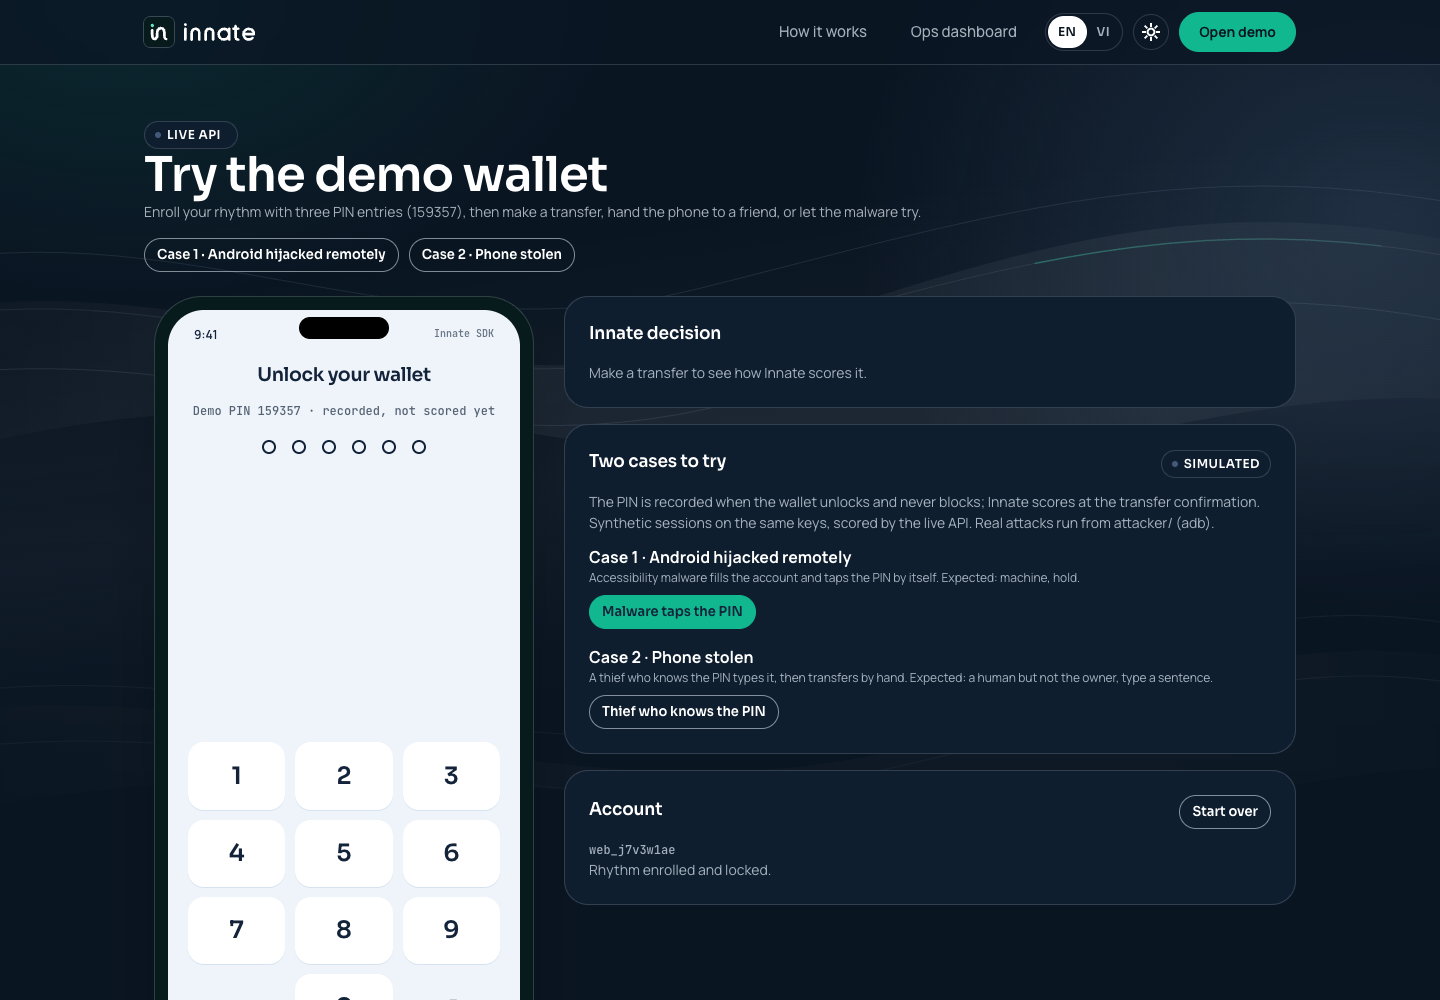 in innate
How it works
Ops dashboard
EN
VI
Open demo
LIVE API
Try the demo wallet
Enroll your rhythm with three PIN entries (159357), then make a transfer, hand the phone to a friend, or let the malware try.
Case 1 · Android hijacked remotely
Case 2 · Phone stolen
9:41
Innate SDK
Unlock your wallet
Demo PIN 159357 · recorded, not scored yet
1 2 3
4 5 6
7 8 9
Innate decision
Make a transfer to see how Innate scores it.
Two cases to try
SIMULATED
The PIN is recorded when the wallet unlocks and never blocks; Innate scores at the transfer confirmation.
Synthetic sessions on the same keys, scored by the live API. Real attacks run from attacker/ (adb).
Case 1 · Android hijacked remotely
Accessibility malware fills the account and taps the PIN by itself. Expected: machine, hold.
Malware taps the PIN
Case 2 · Phone stolen
A thief who knows the PIN types it, then transfers by hand. Expected: a human but not the owner, type a sentence.
Thief who knows the PIN
Account
Start over
web_j7v3w1ae
Rhythm enrolled and locked.